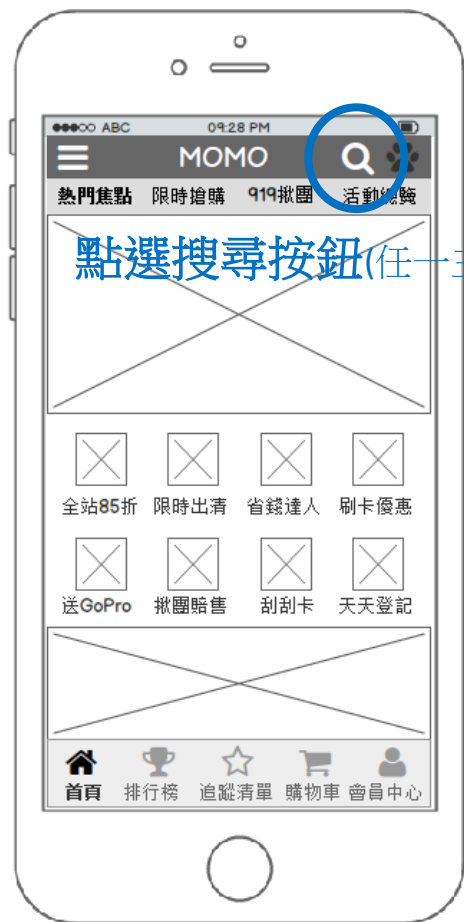 ABC 09:28 PM
MOMO
熱門焦點 限時搶購 919揪團 活動總覽
點選搜尋按鈕(任一主
全站85折 限時出清 省錢達人 刷卡優惠
送GoPro 揪團賠售 刮刮卡 天天登記
首頁 排行榜 追蹤清單 購物車 會員中心